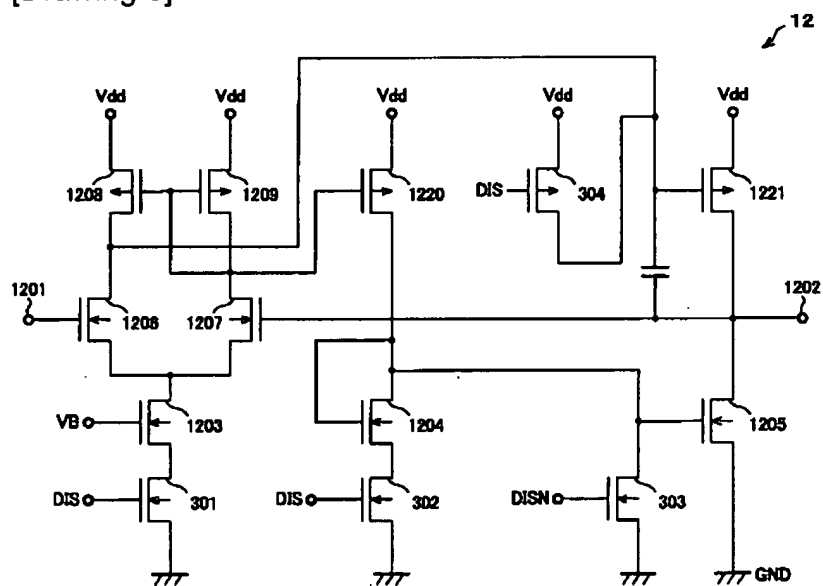 12
Vdd Vdd Vdd Vdd Vdd
1208 1209 1220 DIS 304 1221
1201 1206 1207 1202
VB 1203 1204 1205
DIS 301 DIS 302 DISN 303
GND